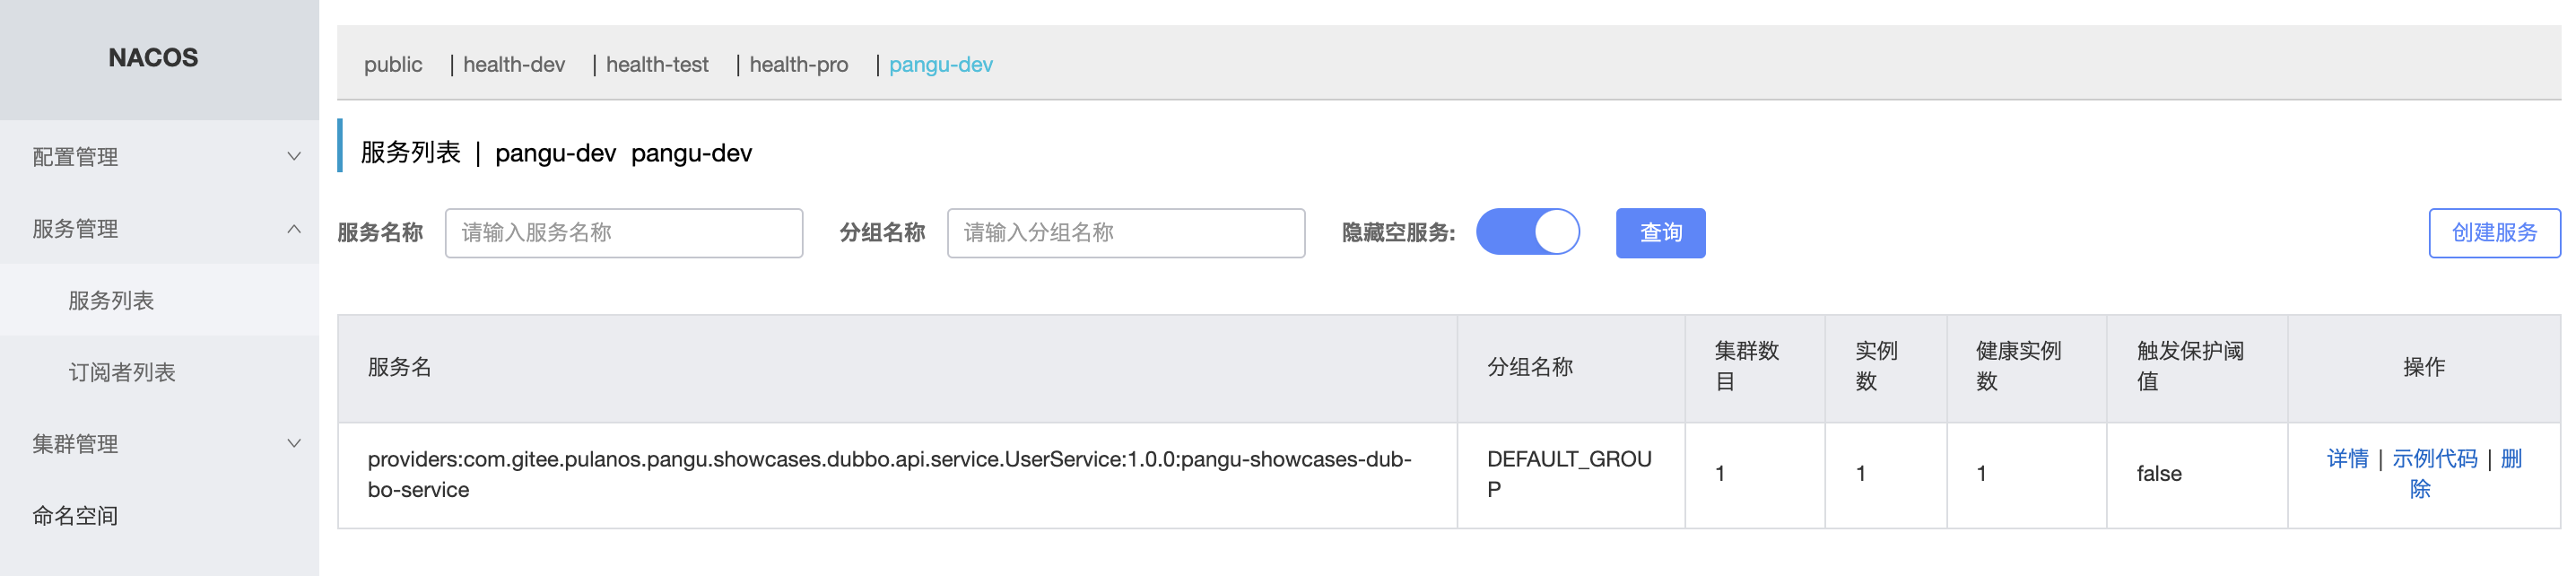 NACOS
配置管理
服务管理
服务列表
订阅者列表
集群管理
命名空间
public | health-dev | health-test | health-pro | pangu-dev
服务列表 | pangu-dev pangu-dev
服务名称 请输入服务名称 分组名称 请输入分组名称 隐藏空服务: 查询 创建服务
服务名 分组名称 集群数 实例 健康实例 触发保护阈 操作
目 数 数 值
providers:com.gitee.pulanos.pangu.showcases.dubbo.api.service.UserService:1.0.0:pangu-showcases-dub- DEFAULT_GROU 1 1 1 false 详情 | 示例代码 | 删
bo-service P 除